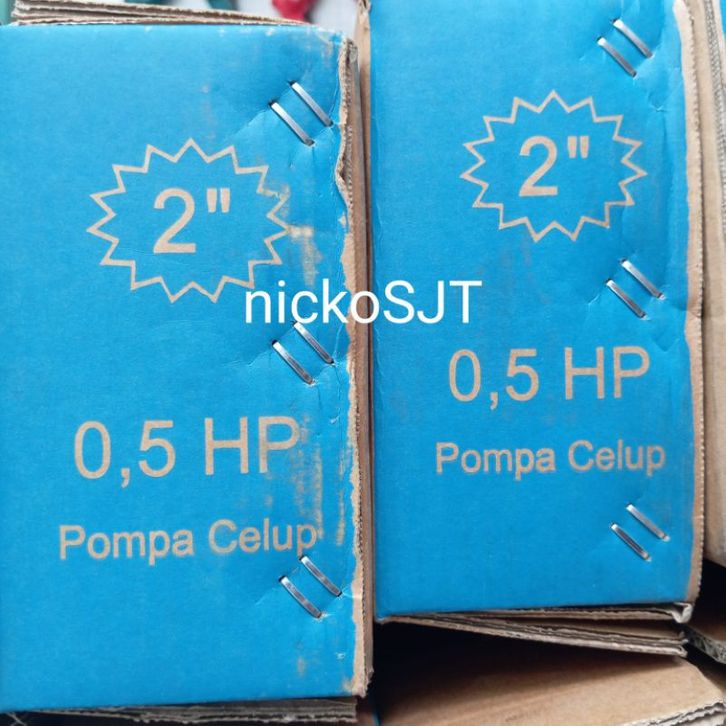 2"
0,5 HP
Pompa Celup
2"
0,5 HP
Pompa Celup
nickoSJT